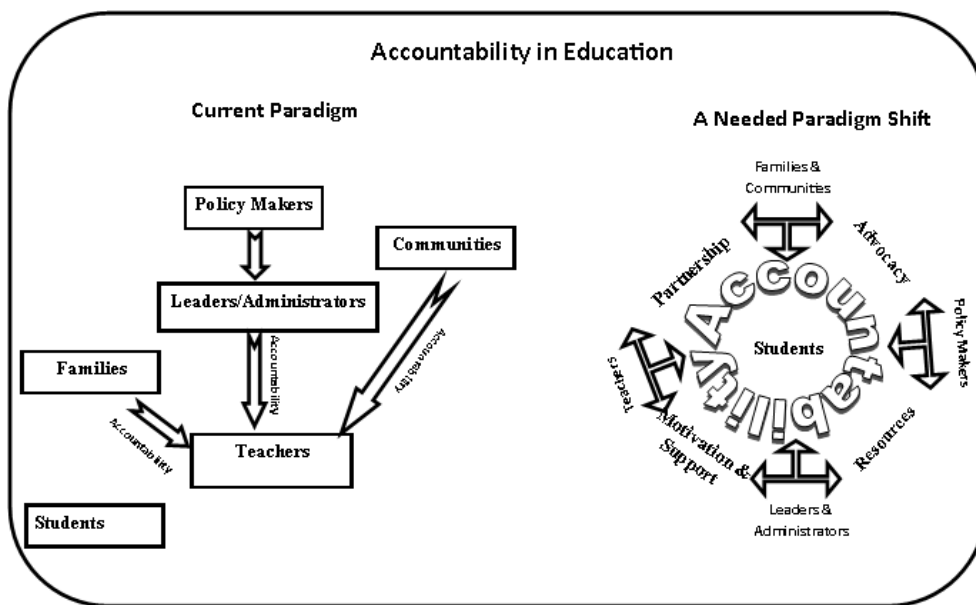 Accountability in Education
Current Paradigm
Policy Makers
Communities
Leaders/Administrators
Accountability
Accountability
Families
Accountability
Teachers
Students
A Needed Paradigm Shift
Families &
Communities
Partnership
Advocacy
Accountability
Students
Policy Makers
Teachers
Motivation &
Support
Resources
Leaders &
Administrators